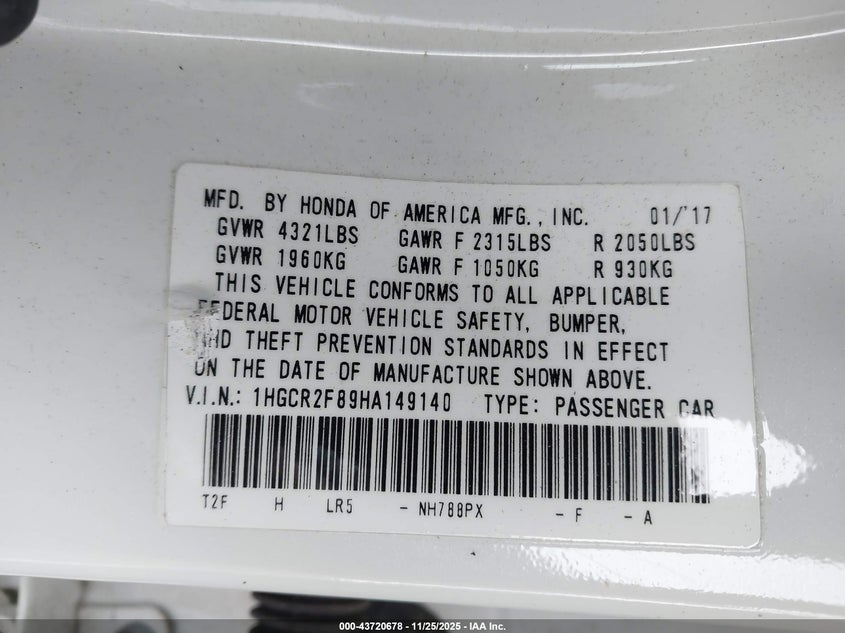 MFD. BY HONDA OF AMERICA MFG., INC. 01/'17
GVWR 4321LBS GAWR F 2315LBS R 2050LBS
GVWR 1960KG GAWR F 1050KG R 930KG
THIS VEHICLE CONFORMS TO ALL APPLICABLE
FEDERAL MOTOR VEHICLE SAFETY, BUMPER,
AND THEFT PREVENTION STANDARDS IN EFFECT
ON THE DATE OF MANUFACTURE SHOWN ABOVE.
V.I.N.: 1HGCR2F89HA149140 TYPE: PASSENGER CAR
T2F H LR5 - NH788PX - F - A
000-43720678 - 11/25/2025 - IAA Inc.